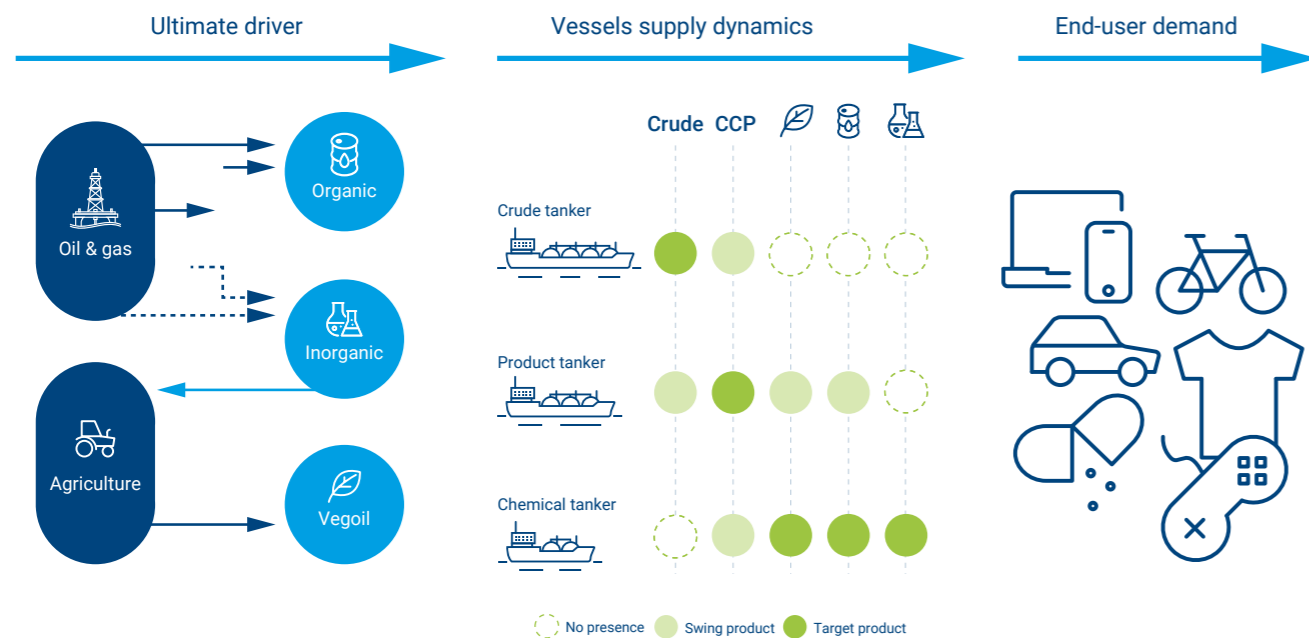 Ultimate driver
Vessels supply dynamics
End-user demand
Oil & gas
Organic
Inorganic
Agriculture
Vegoil
Crude CCP
Crude tanker
Product tanker
Chemical tanker
No presence Swing product Target product